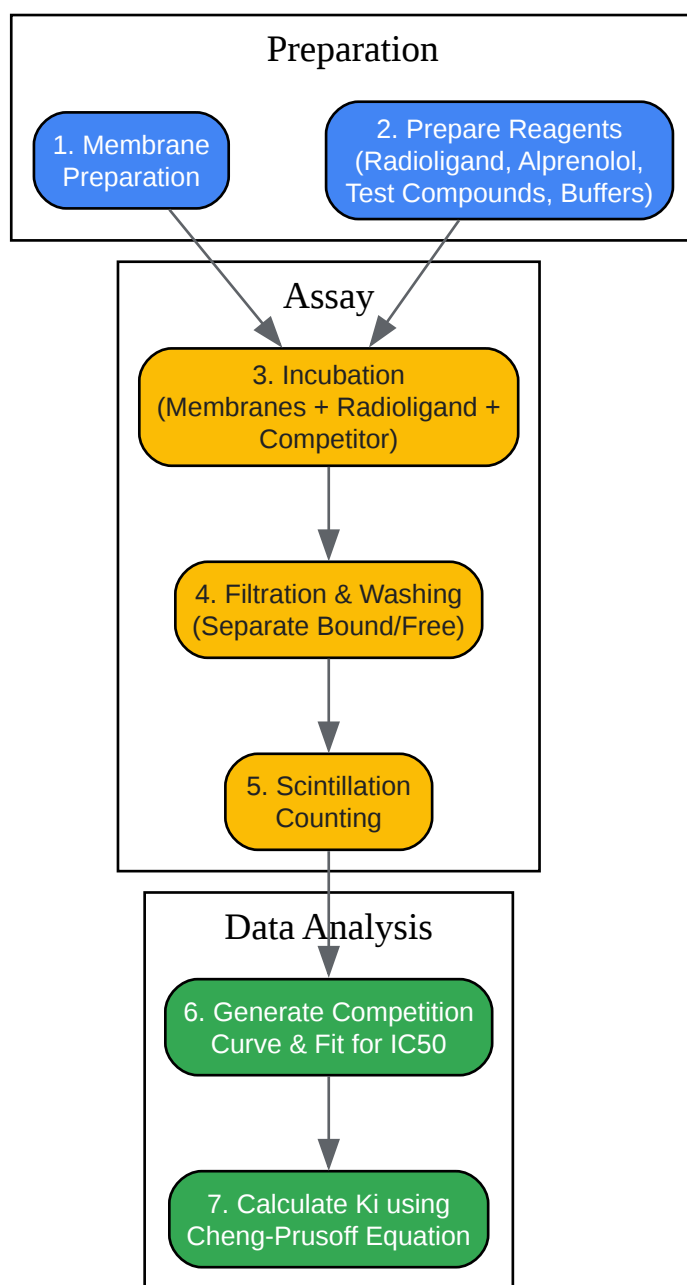 Preparation
1. Membrane
Preparation
2. Prepare Reagents
(Radioligand, Alprenolol,
Test Compounds, Buffers)
Assay
3. Incubation
(Membranes + Radioligand +
Competitor)
4. Filtration & Washing
(Separate Bound/Free)
5. Scintillation
Counting
Data Analysis
6. Generate Competition
Curve & Fit for IC50
7. Calculate Ki using
Cheng-Prusoff Equation